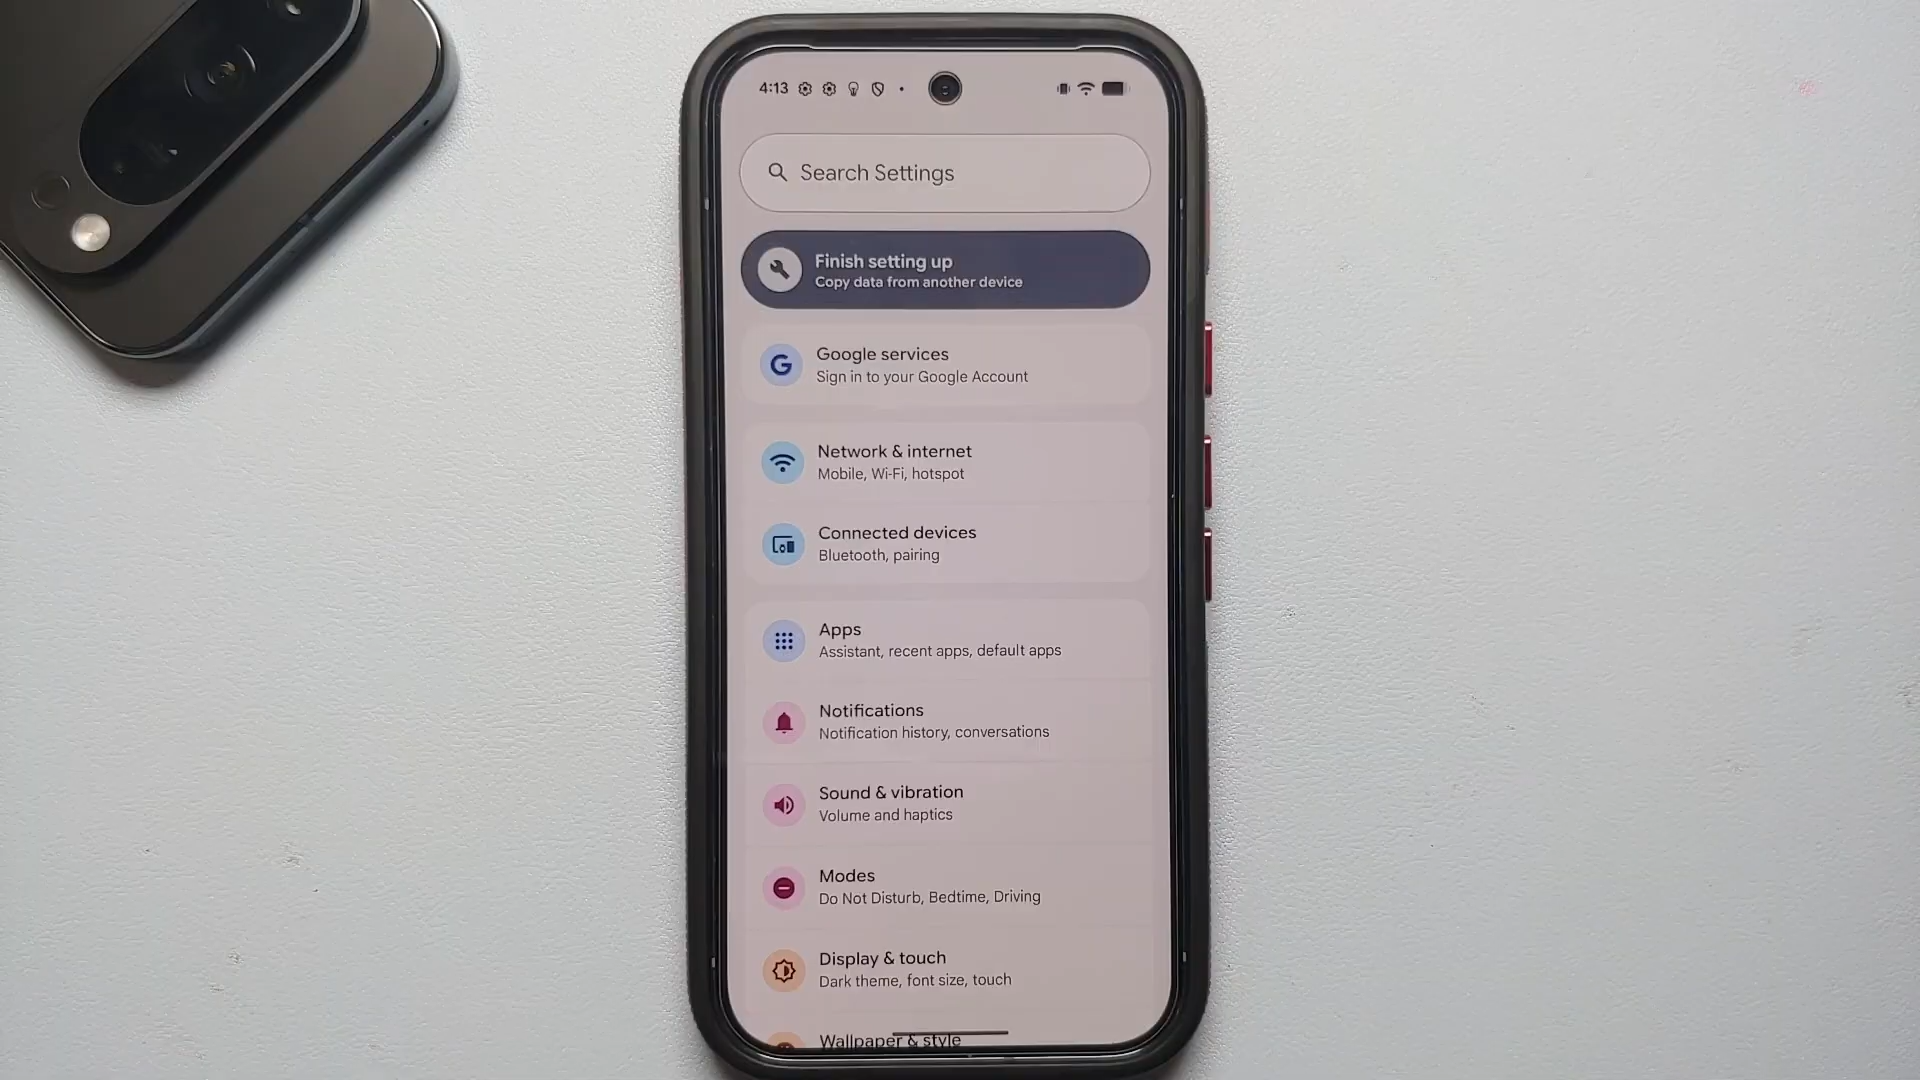 4:13
Search Settings
Finish setting up
Copy data from another device
Google services
Sign in to your Google Account
Network & internet
Mobile, Wi-Fi, hotspot
Connected devices
Bluetooth, pairing
Apps
Assistant, recent apps, default apps
Notifications
Notification history, conversations
Sound & vibration
Volume and haptics
Modes
Do Not Disturb, Bedtime, Driving
Display & touch
Dark theme, font size, touch
Wallpaper & style